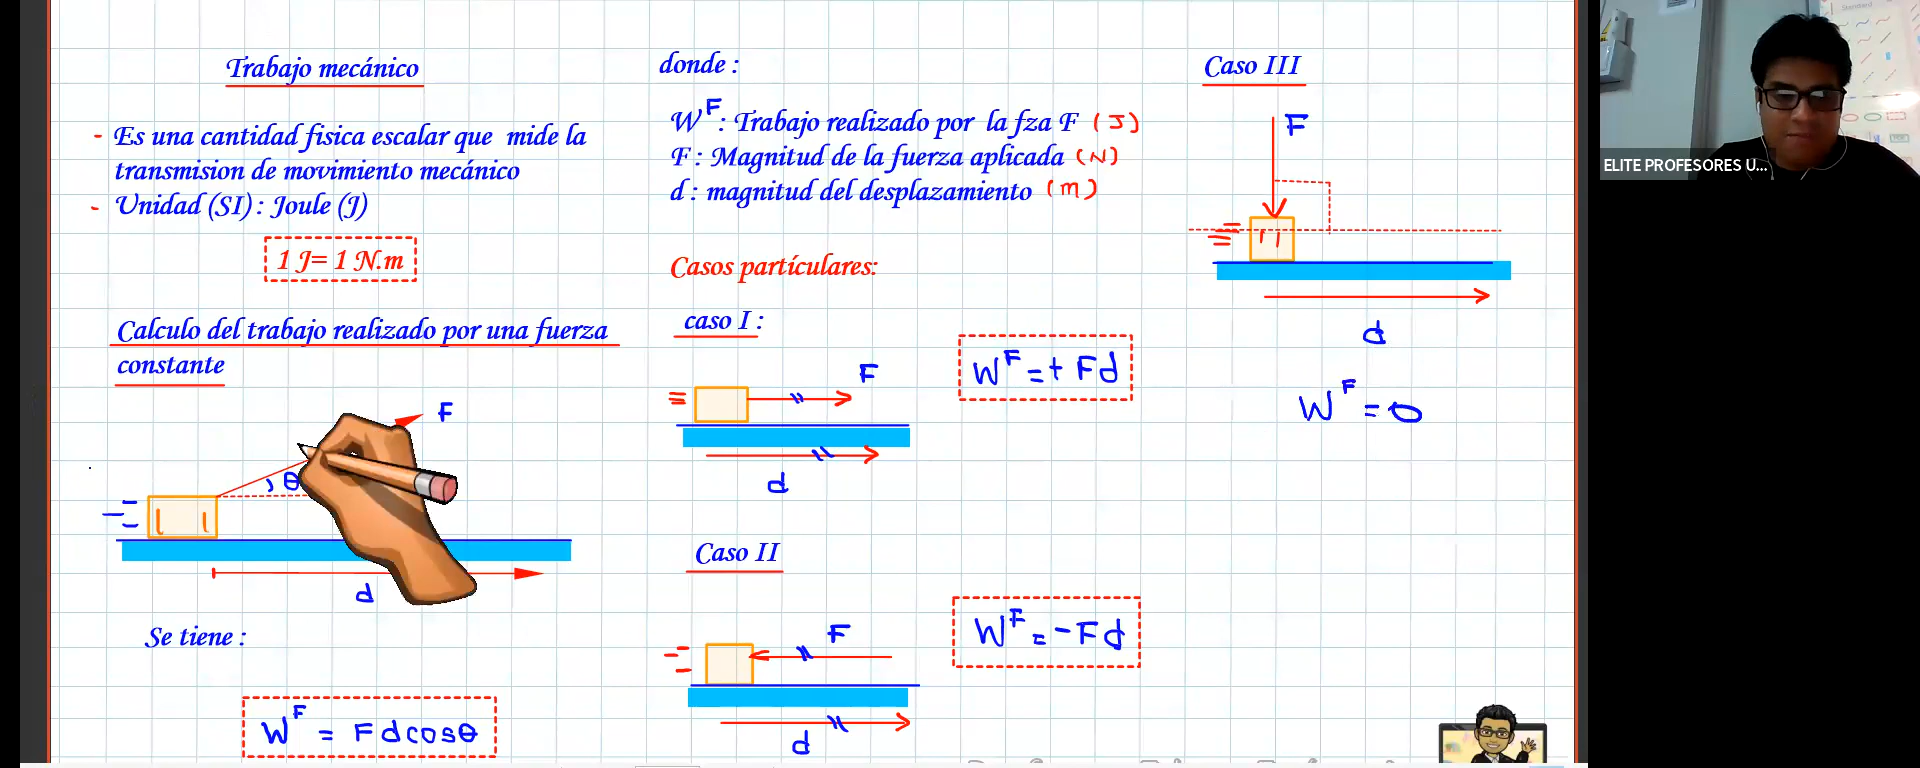 Trabajo mecánico
- Es una cantidad fisica escalar que mide la
transmision de movimiento mecánico
- Unidad (SI) : Joule (J)
1 J= 1 N.m
Calculo del trabajo realizado por una fuerza
constante
F
θ
d
Se tiene :
W^F = Fdcosθ
donde :
W^F : Trabajo realizado por la fza F (J)
F : Magnitud de la fuerza aplicada (N)
d : magnitud del desplazamiento (m)
Casos partículares:
caso I :
F
d
W^F = + Fd
Caso II
F
d
W^F = -Fd
Caso III
F
d
W^F = 0
ELITE PROFESORES U...